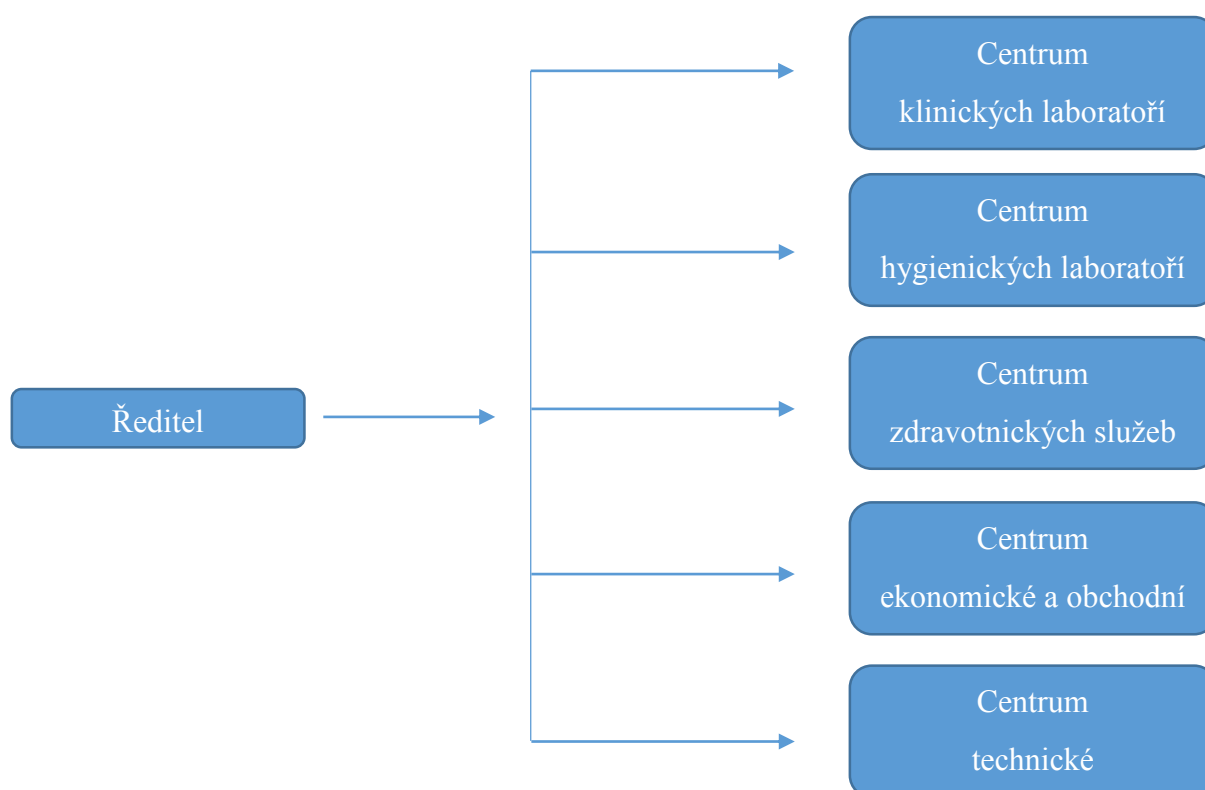 Centrum
klinických laboratoří
Centrum
hygienických laboratoří
Centrum
zdravotnických služeb
Ředitel
Centrum
ekonomické a obchodní
Centrum
technické